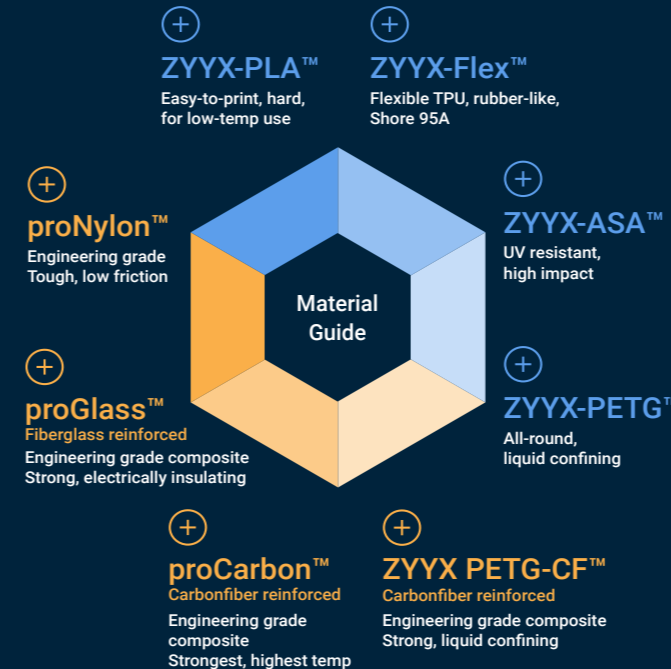 ZYYX-PLA™
Easy-to-print, hard,
for low-temp use
ZYYX-Flex™
Flexible TPU, rubber-like,
Shore 95A
proNylon™
Engineering grade
Tough, low friction
ZYYX-ASA™
UV resistant,
high impact
Material
Guide
proGlass™
Fiberglass reinforced
Engineering grade composite
Strong, electrically insulating
ZYYX-PETG™
All-round,
liquid confining
proCarbon™
Carbonfiber reinforced
Engineering grade
composite
Strongest, highest temp
ZYYX PETG-CF™
Carbonfiber reinforced
Engineering grade composite
Strong, liquid confining